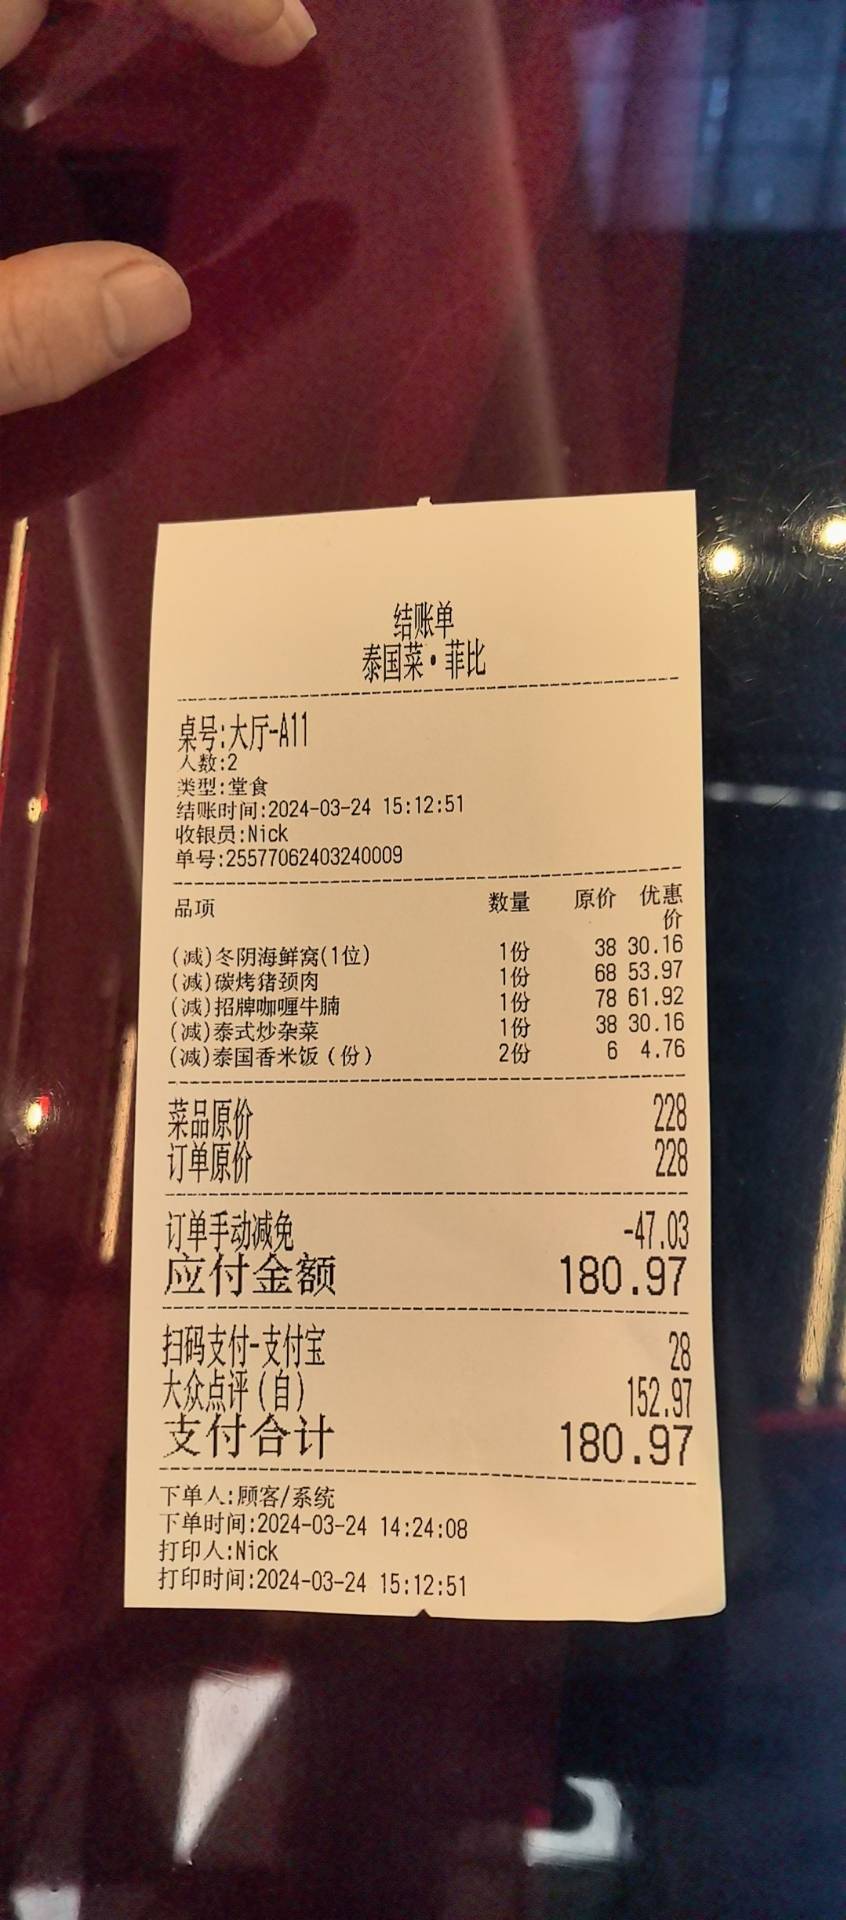 结账单
泰国菜•菲比
桌号:大厅-A11
人数:2
类型:堂食
结账时间:2024-03-24 15:12:51
收银员:Nick
单号:25577062403240009
品项 数量 原价 优惠价
(减)冬阴海鲜窝(1位) 1份 38 30.16
(减)碳烤猪颈肉 1份 68 53.97
(减)招牌咖喱牛腩 1份 78 61.92
(减)泰式炒杂菜 1份 38 30.16
(减)泰国香米饭(份) 2份 6 4.76
菜品原价 228
订单原价 228
订单手动减免 -47.03
应付金额 180.97
扫码支付-支付宝 28
大众点评(自) 152.97
支付合计 180.97
下单人:顾客/系统
下单时间:2024-03-24 14:24:08
打印人:Nick
打印时间:2024-03-24 15:12:51